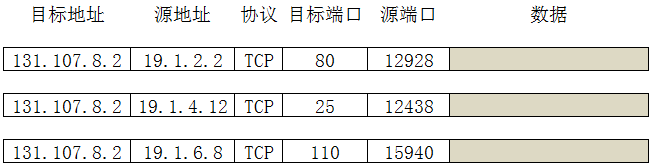 目标地址 源地址 协议 目标端口 源端口 数据
131.107.8.2 19.1.2.2 TCP 80 12928
131.107.8.2 19.1.4.12 TCP 25 12438
131.107.8.2 19.1.6.8 TCP 110 15940